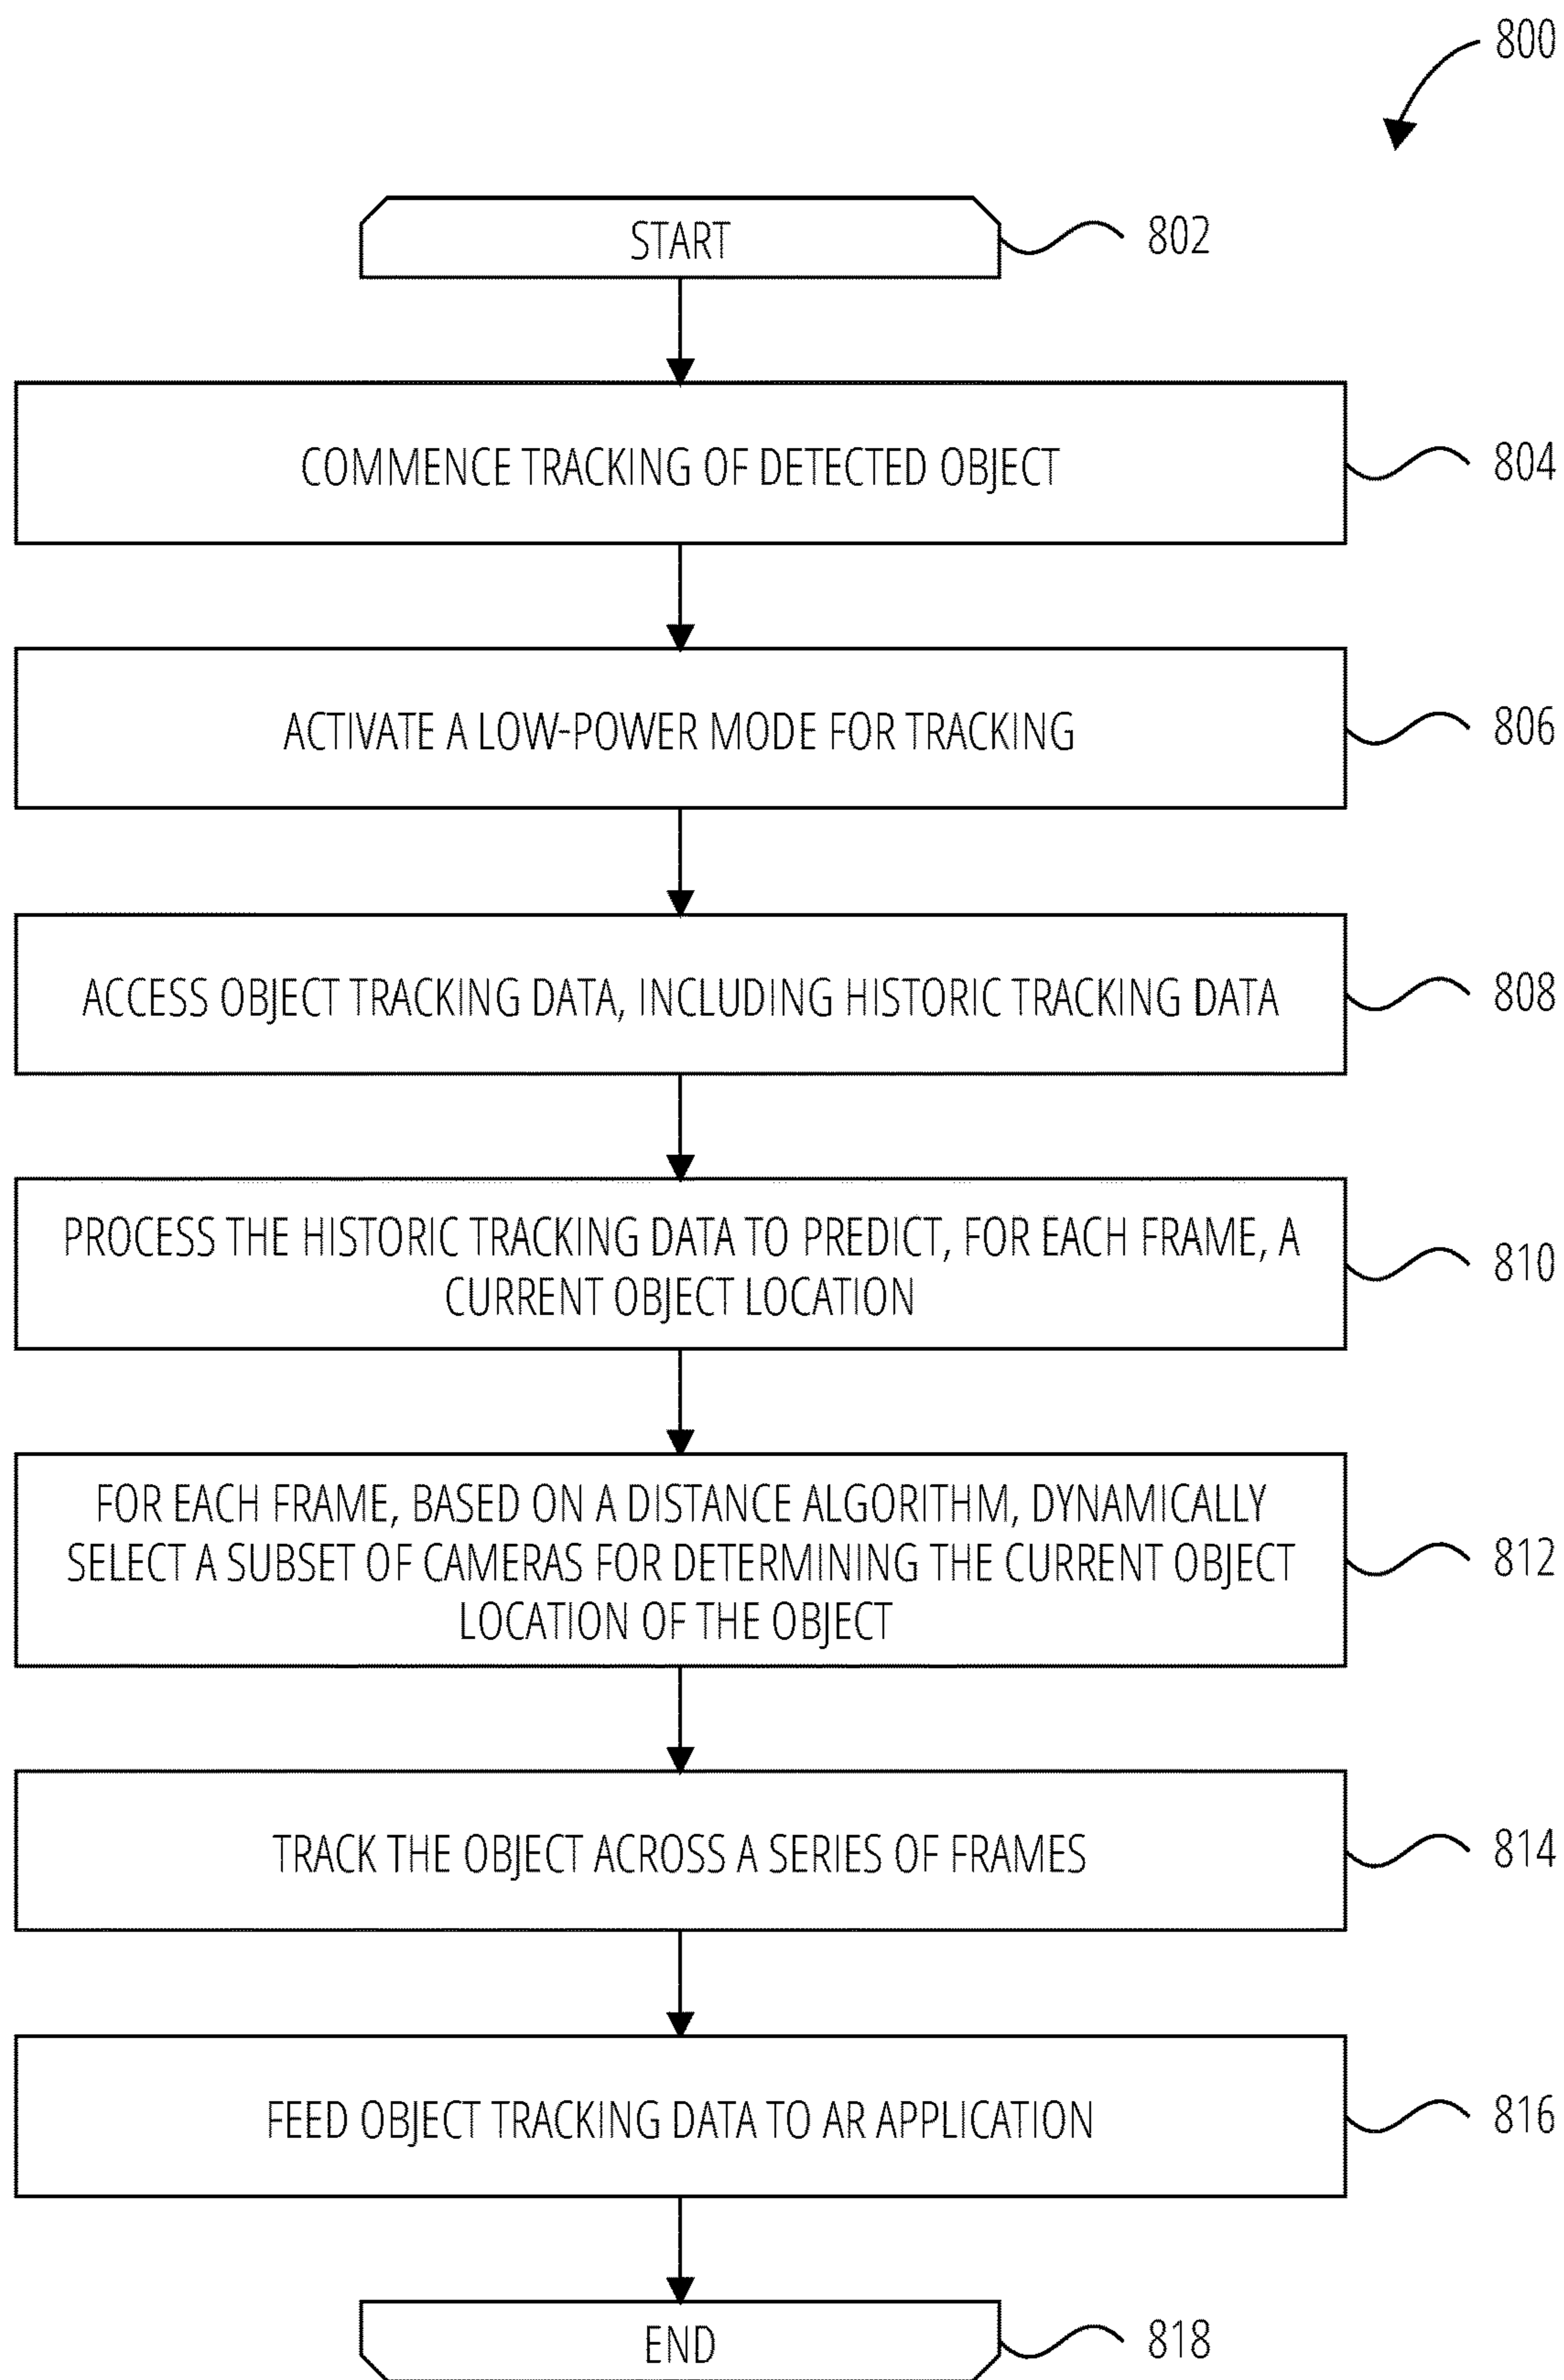 800
START
802
COMMENCE TRACKING OF DETECTED OBJECT
804
ACTIVATE A LOW-POWER MODE FOR TRACKING
806
ACCESS OBJECT TRACKING DATA, INCLUDING HISTORIC TRACKING DATA
808
PROCESS THE HISTORIC TRACKING DATA TO PREDICT, FOR EACH FRAME, A
CURRENT OBJECT LOCATION
810
FOR EACH FRAME, BASED ON A DISTANCE ALGORITHM, DYNAMICALLY
SELECT A SUBSET OF CAMERAS FOR DETERMINING THE CURRENT OBJECT
LOCATION OF THE OBJECT
812
TRACK THE OBJECT ACROSS A SERIES OF FRAMES
814
FEED OBJECT TRACKING DATA TO AR APPLICATION
816
END
818